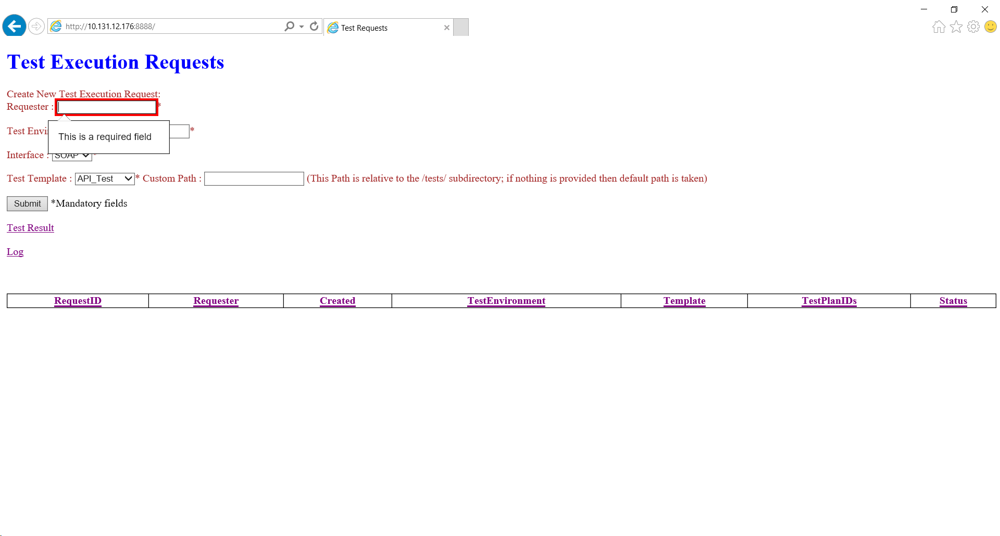 http://10.131.12.176:8888/
Test Requests
Test Execution Requests
Create New Test Execution Request:
Requester : *
This is a required field
Test Envi *
Interface : SOAP *
Test Template : API_Test * Custom Path : (This Path is relative to the /tests/ subdirectory; if nothing is provided then default path is taken)
Submit *Mandatory fields
Test Result
Log
RequestID Requester Created TestEnvironment Template TestPlanIDs Status